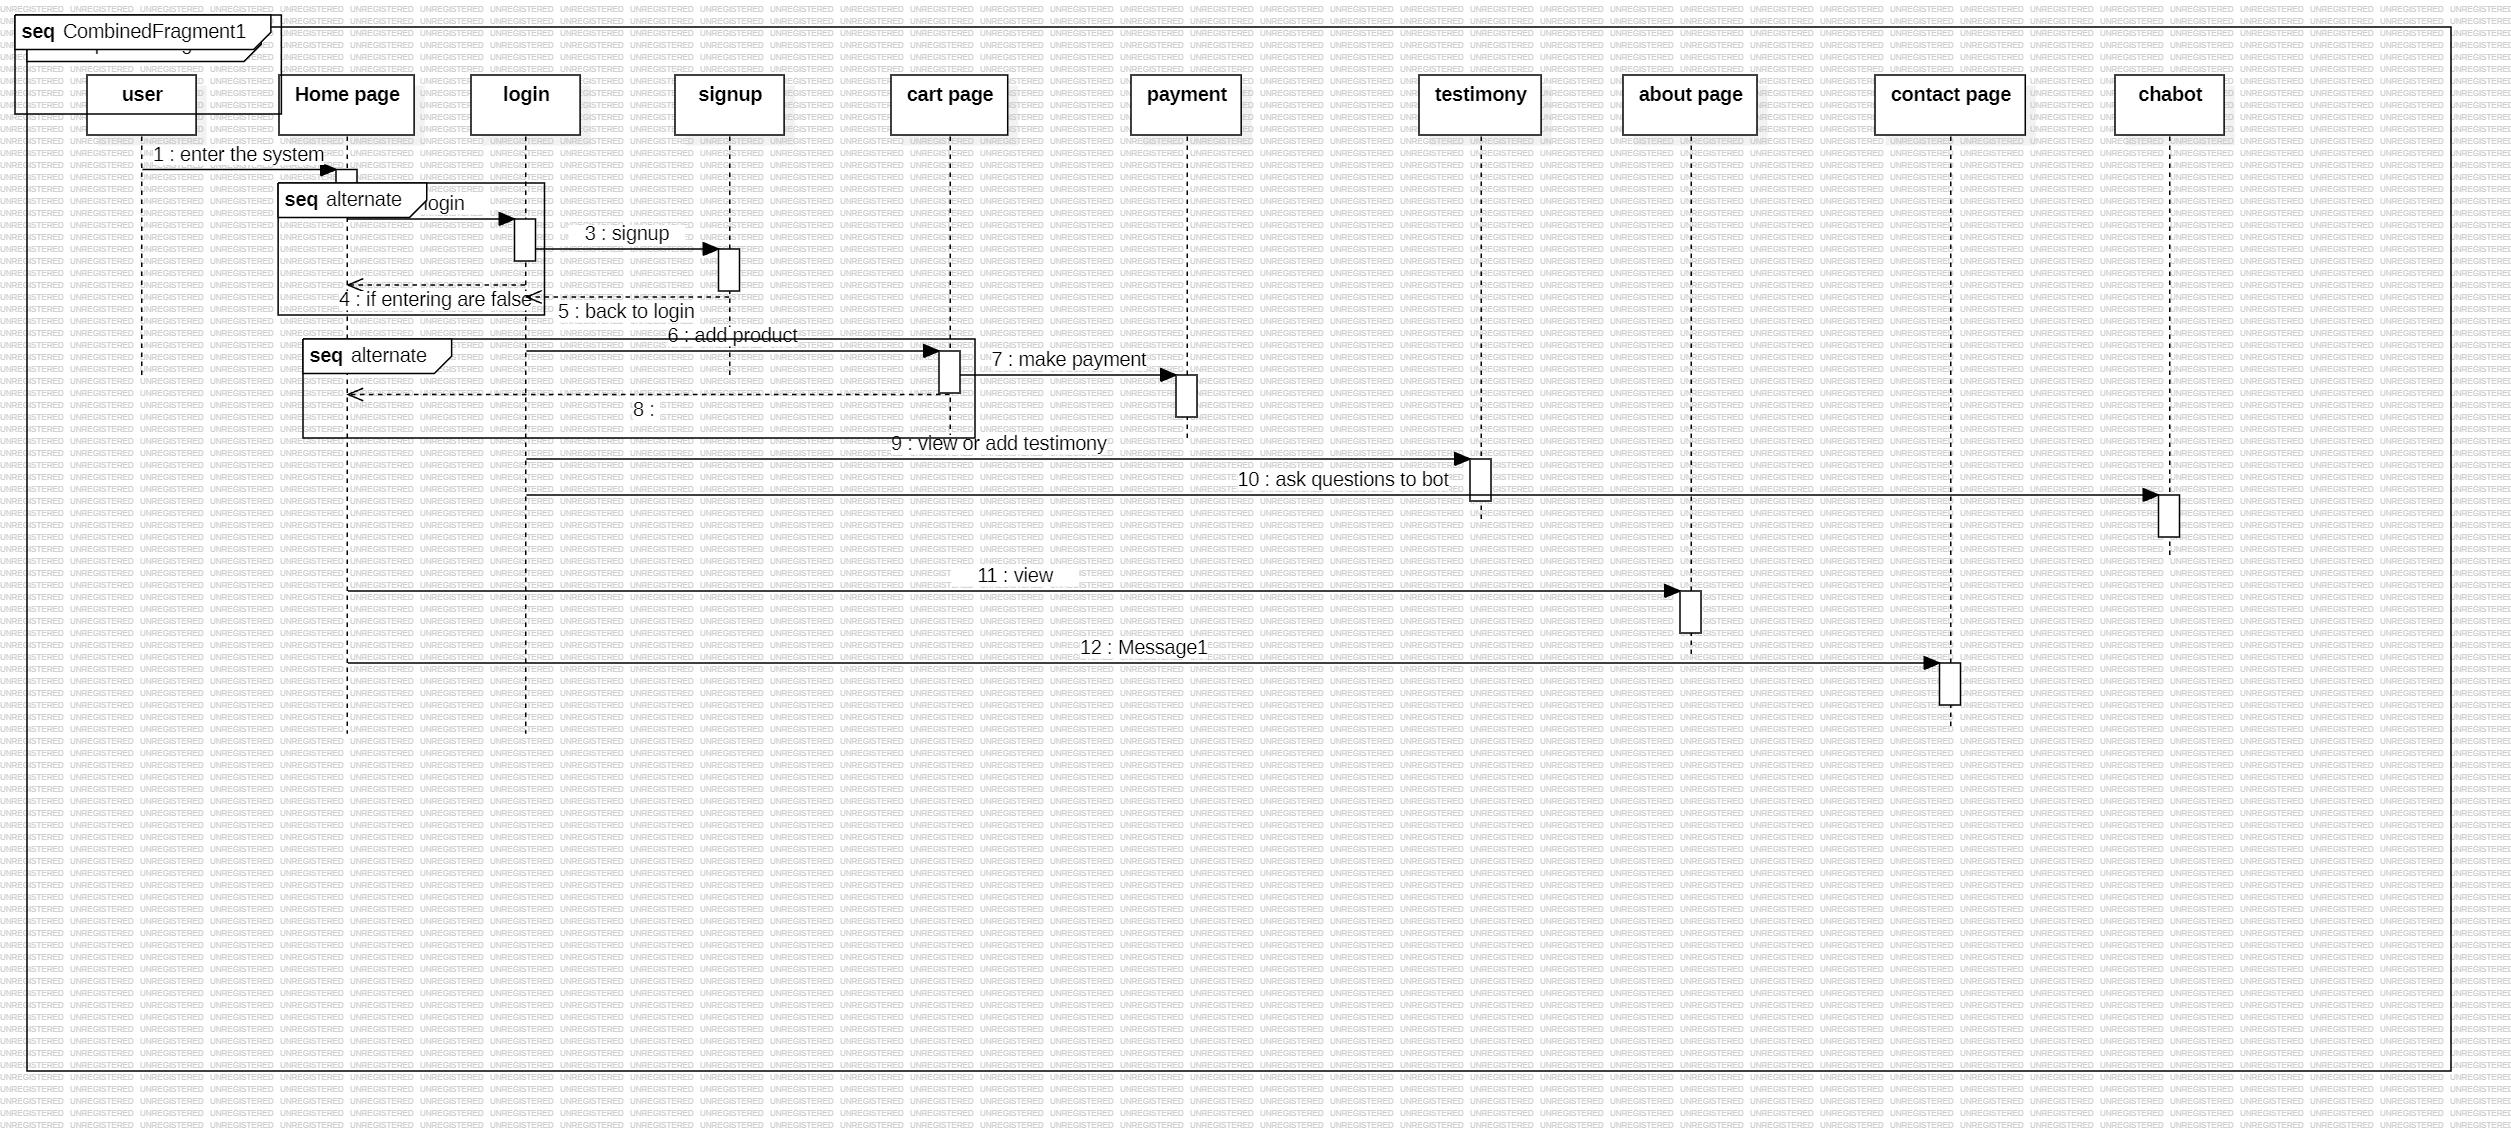 seq CombinedFragment1
user
Home page
login
signup
cart page
payment
testimony
about page
contact page
chabot
1 : enter the system
seq alternate
login
3 : signup
4 : if entering are false
5 : back to login
6 : add product
seq alternate
7 : make payment
8 :
9 : view or add testimony
10 : ask questions to bot
11 : view
12 : Message1
UNREGISTERED